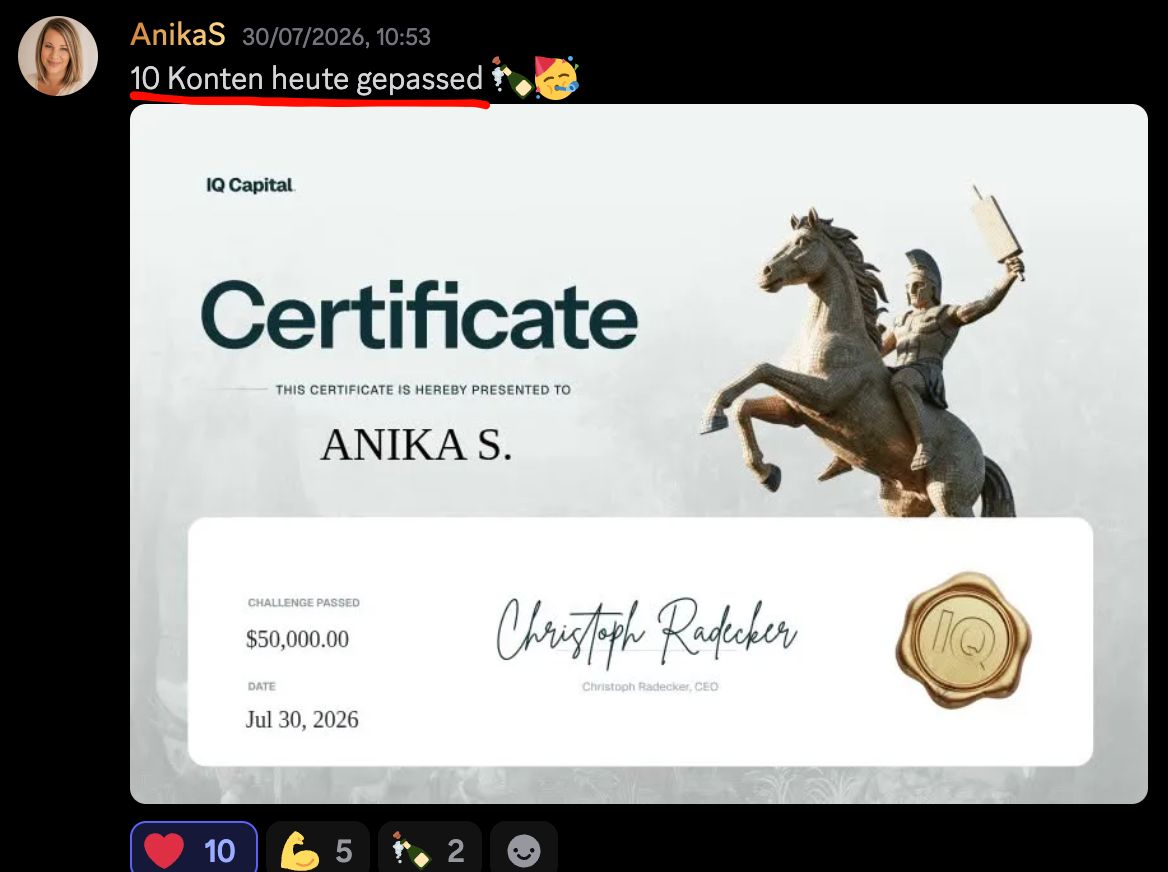 AnikaS 30/07/2026, 10:53
10 Konten heute gepassed
IQ Capital
Certificate
THIS CERTIFICATE IS HEREBY PRESENTED TO
ANIKA S.
CHALLENGE PASSED
$50,000.00
DATE
Jul 30, 2026
Christoph Radecker
Christoph Radecker, CEO
IQ
10 5 2